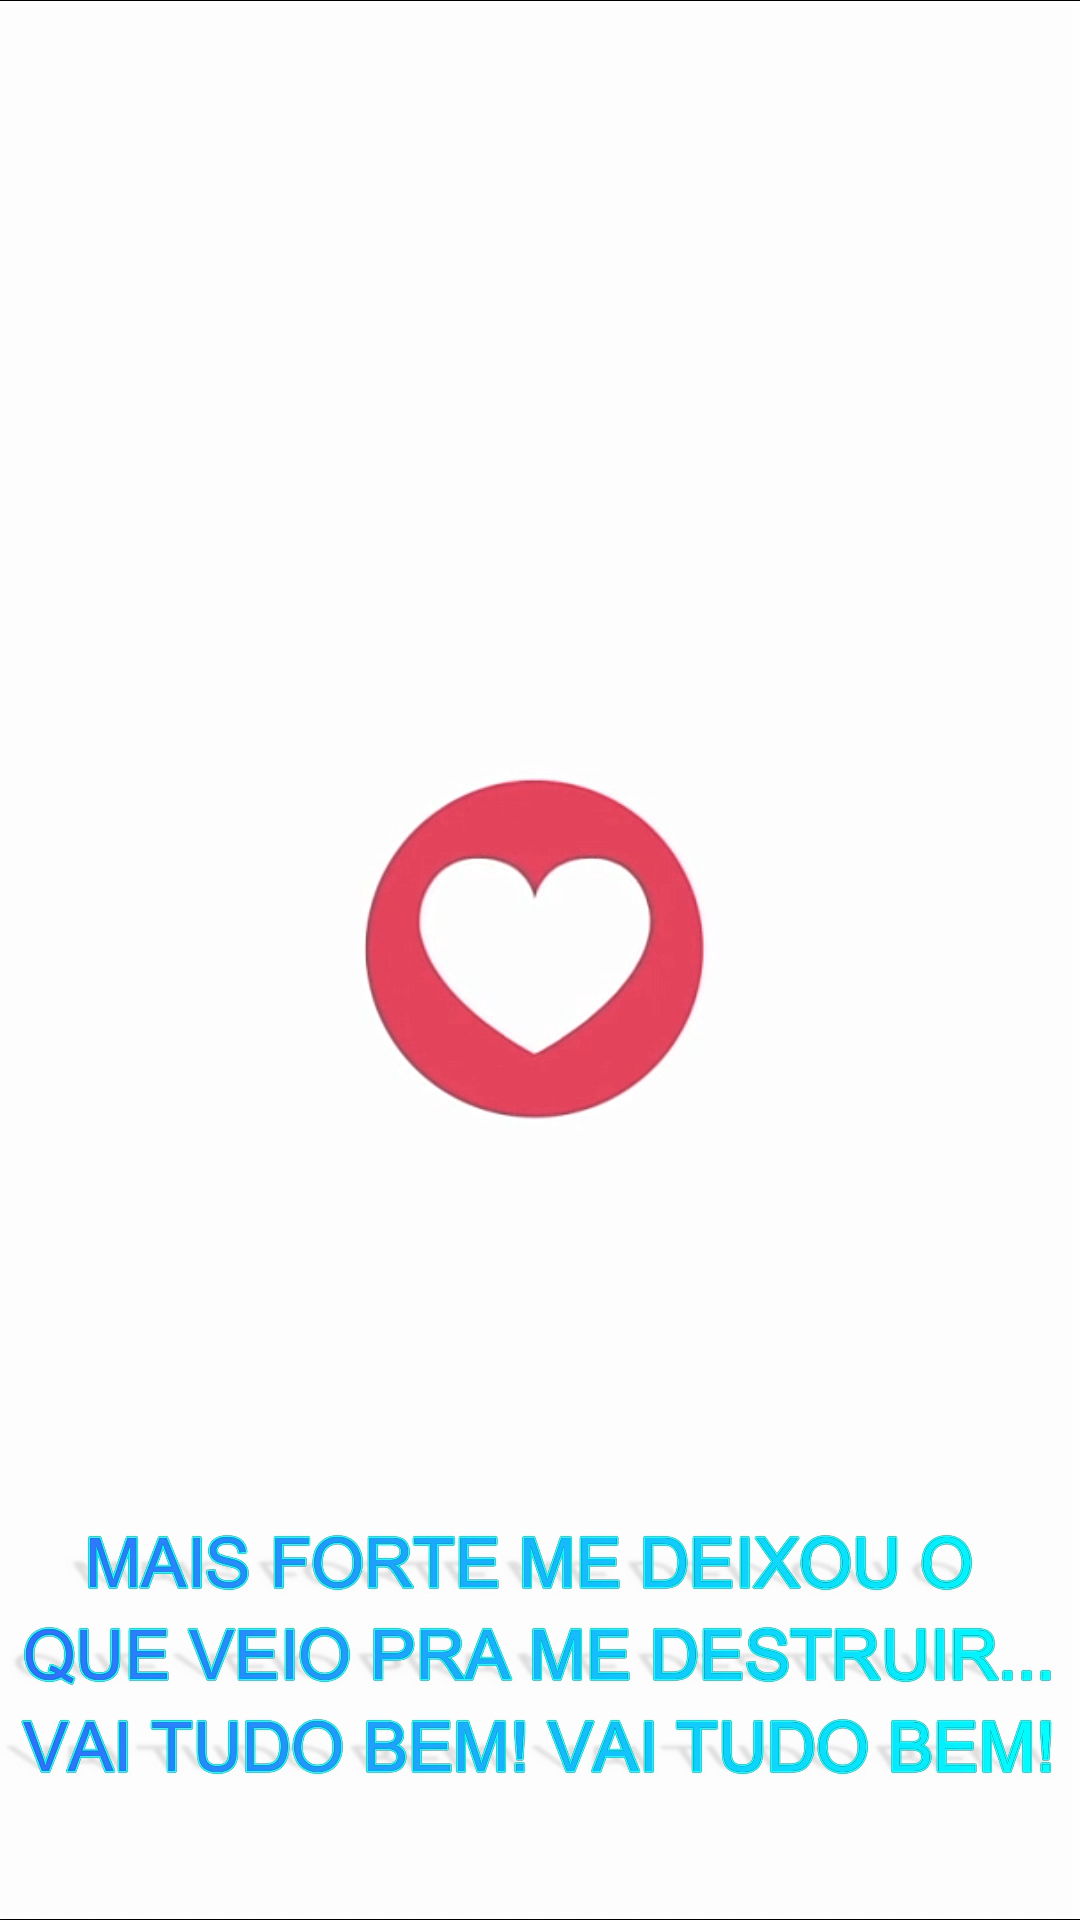 MAIS FORTE ME DEIXOU O
QUE VEIO PRA ME DESTRUIR...
VAI TUDO BEM! VAI TUDO BEM!